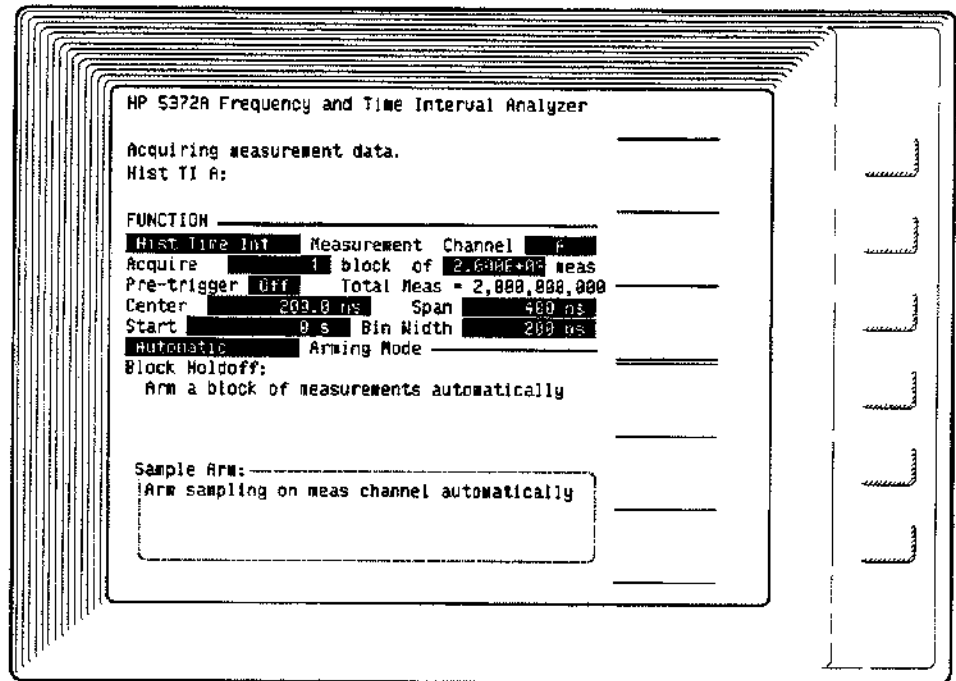 HP 5372A Frequency and Time Interval Analyzer
Acquiring measurement data.
Hist TI A:
FUNCTION
Hist Time Int Measurement Channel A
Acquire 1 block of meas
Pre-trigger Off Total Meas = 2,000,000,000
Center 200.0 ns Span 400 ns
Start 0 s Bin Width 200 ns
Automatic Arming Mode
Block Holdoff:
Arm a block of measurements automatically
Sample Arm:
Arm sampling on meas channel automatically